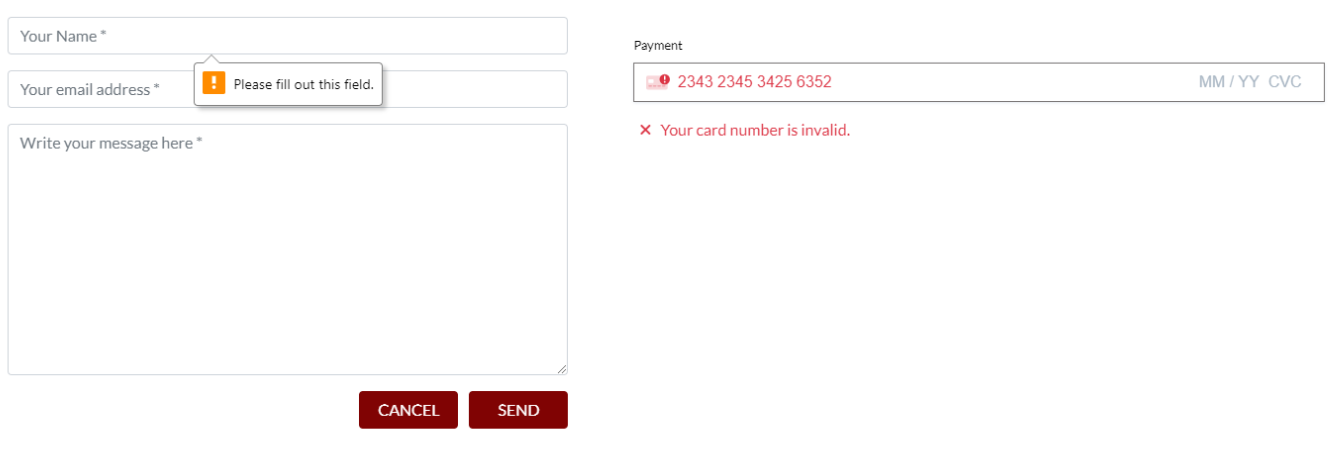 Your Name *
Please fill out this field.
Your email address *
Write your message here *
CANCEL SEND
Payment
2343 2345 3425 6352 MM / YY CVC
Your card number is invalid.